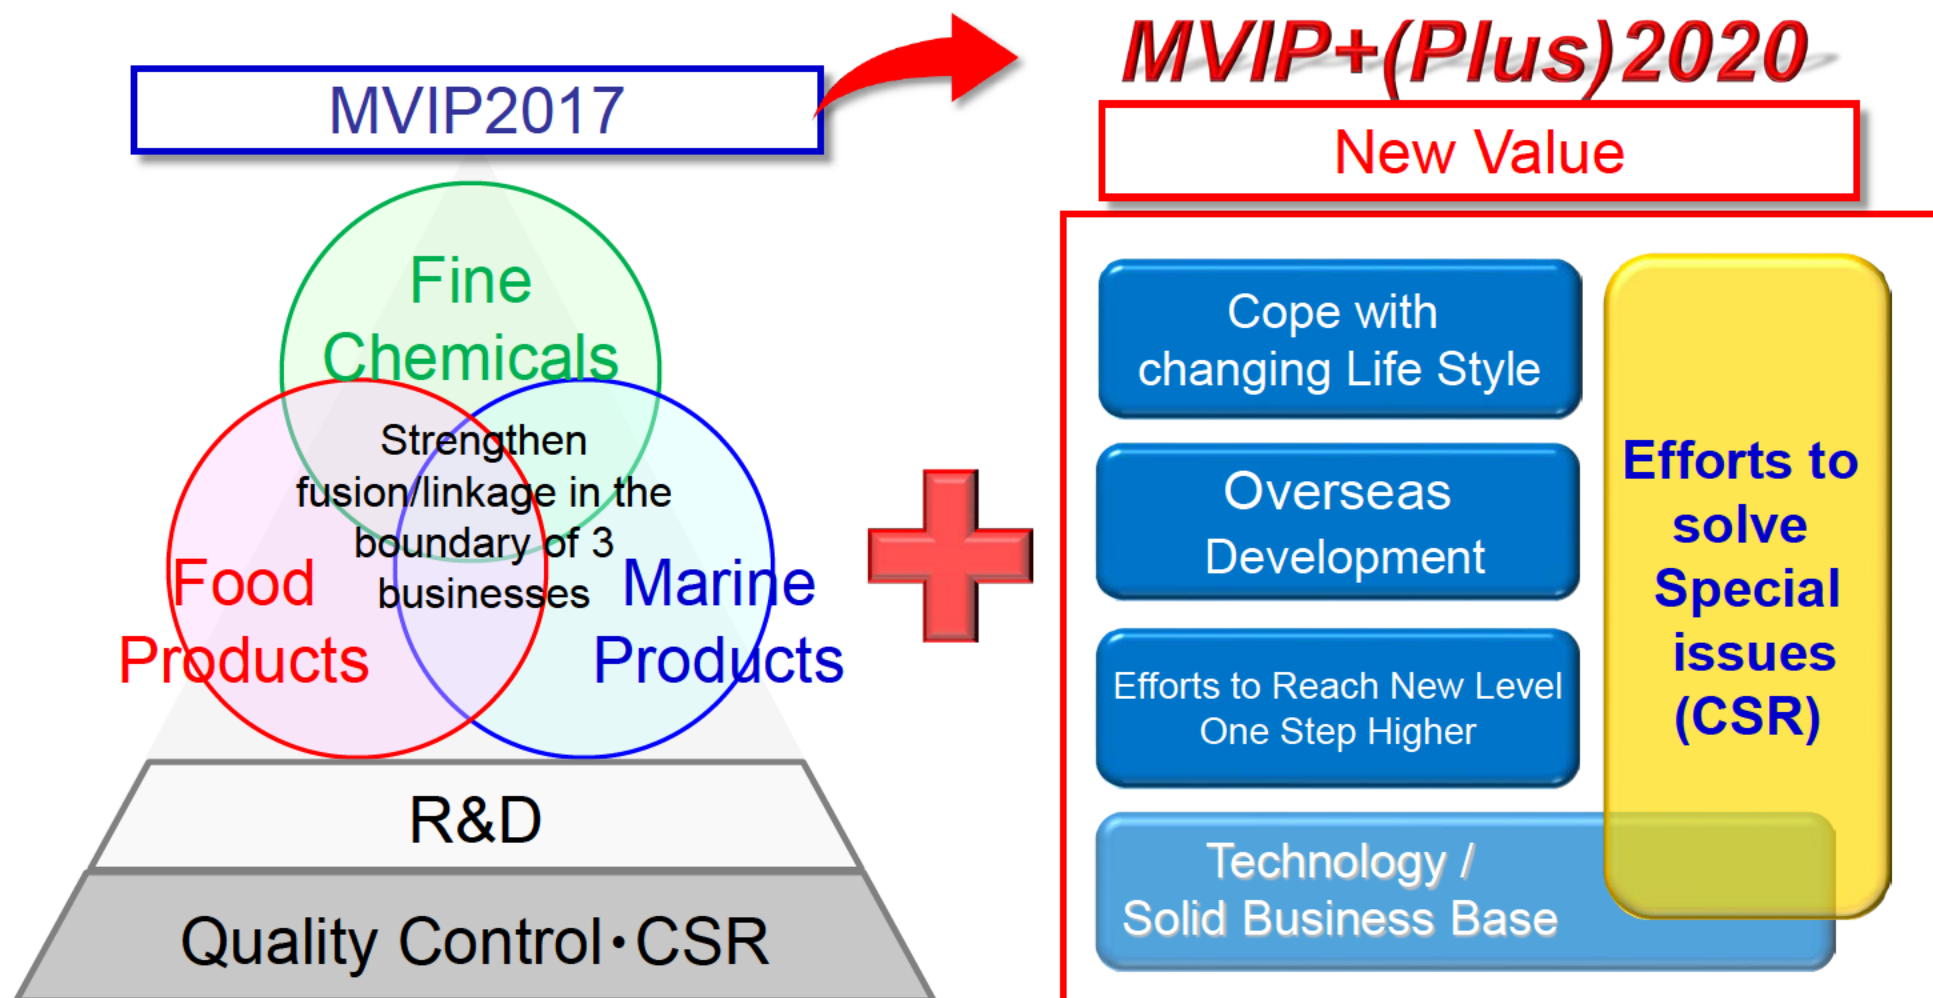 MVIP2017
Fine
Chemicals
Strengthen
fusion/linkage in the
boundary of 3
businesses
Food
Products
Marine
Products
R&D
Quality Control・CSR
MVIP+(Plus)2020
New Value
Cope with
changing Life Style
Overseas
Development
Efforts to Reach New Level
One Step Higher
Technology /
Solid Business Base
Efforts to
solve
Special
issues
(CSR)